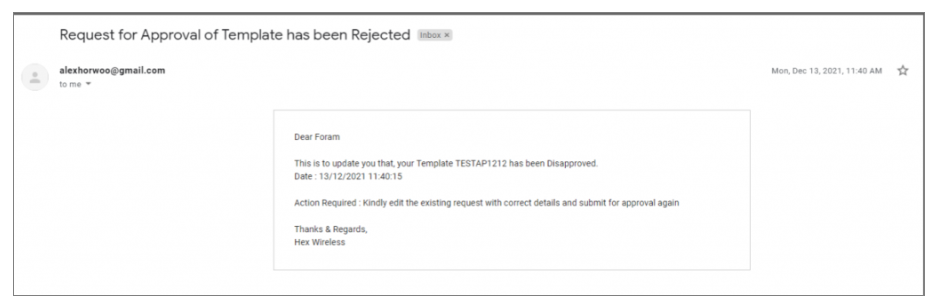 Request for Approval of Template has been Rejected Inbox ×
alexhorwoo@gmail.com Mon, Dec 13, 2021, 11:40 AM
to me
Dear Foram
This is to update you that, your Template TESTAP1212 has been Disapproved.
Date : 13/12/2021 11:40:15
Action Required : Kindly edit the existing request with correct details and submit for approval again
Thanks & Regards,
Hex Wireless